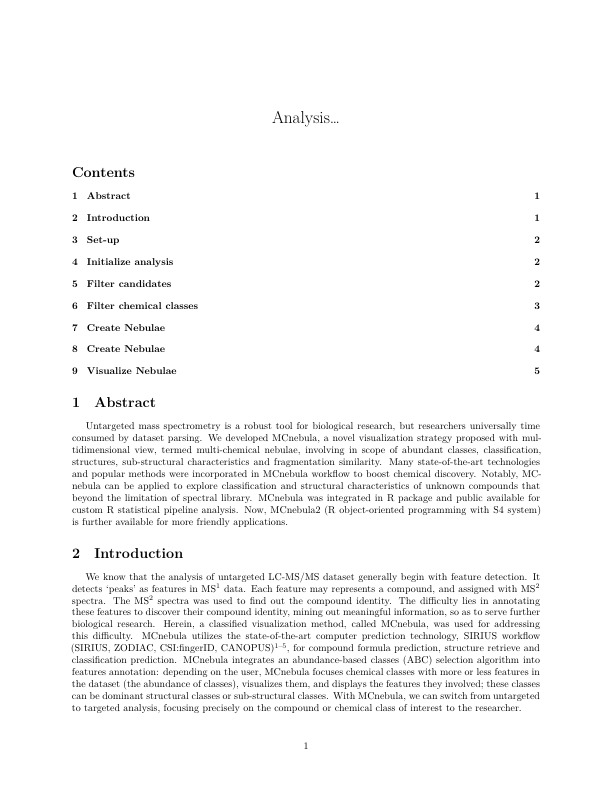 Analysis…
Contents
1 Abstract 1
2 Introduction 1
3 Set-up 2
4 Initialize analysis 2
5 Filter candidates 2
6 Filter chemical classes 3
7 Create Nebulae 4
8 Create Nebulae 4
9 Visualize Nebulae 5
1 Abstract
Untargeted mass spectrometry is a robust tool for biological research, but researchers universally time
consumed by dataset parsing. We developed MCnebula, a novel visualization strategy proposed with mul-
tidimensional view, termed multi-chemical nebulae, involving in scope of abundant classes, classification,
structures, sub-structural characteristics and fragmentation similarity. Many state-of-the-art technologies
and popular methods were incorporated in MCnebula workflow to boost chemical discovery. Notably, MC-
nebula can be applied to explore classification and structural characteristics of unknown compounds that
beyond the limitation of spectral library. MCnebula was integrated in R package and public available for
custom R statistical pipeline analysis. Now, MCnebula2 (R object-oriented programming with S4 system)
is further available for more friendly applications.
2 Introduction
We know that the analysis of untargeted LC-MS/MS dataset generally begin with feature detection. It
detects ‘peaks’ as features in MS¹ data. Each feature may represents a compound, and assigned with MS²
spectra. The MS² spectra was used to find out the compound identity. The difficulty lies in annotating
these features to discover their compound identity, mining out meaningful information, so as to serve further
biological research. Herein, a classified visualization method, called MCnebula, was used for addressing
this difficulty. MCnebula utilizes the state-of-the-art computer prediction technology, SIRIUS workflow
(SIRIUS, ZODIAC, CSI:fingerID, CANOPUS)¹⁻⁵, for compound formula prediction, structure retrieve and
classification prediction. MCnebula integrates an abundance-based classes (ABC) selection algorithm into
features annotation: depending on the user, MCnebula focuses chemical classes with more or less features in
the dataset (the abundance of classes), visualizes them, and displays the features they involved; these classes
can be dominant structural classes or sub-structural classes. With MCnebula, we can switch from untargeted
to targeted analysis, focusing precisely on the compound or chemical class of interest to the researcher.
1